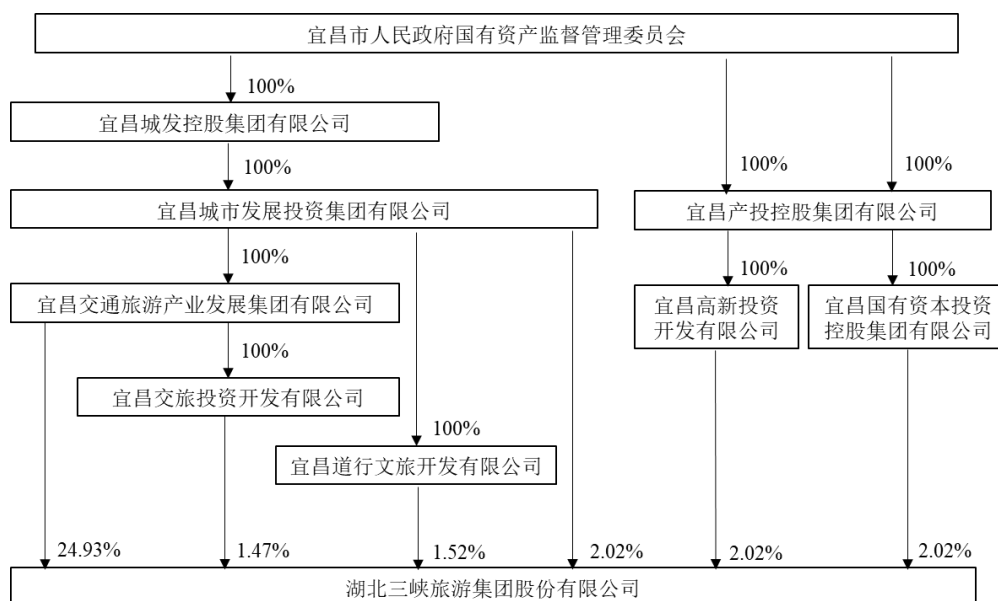 宜昌市人民政府国有资产监督管理委员会
100%
宜昌城发控股集团有限公司
100%
100%
100%
宜昌城市发展投资集团有限公司
宜昌产投控股集团有限公司
100%
100%
100%
宜昌交通旅游产业发展集团有限公司
宜昌高新投资
开发有限公司
宜昌国有资本投资
控股集团有限公司
100%
宜昌交旅投资开发有限公司
100%
宜昌道行文旅开发有限公司
24.93%
1.47%
1.52%
2.02%
2.02%
2.02%
湖北三峡旅游集团股份有限公司